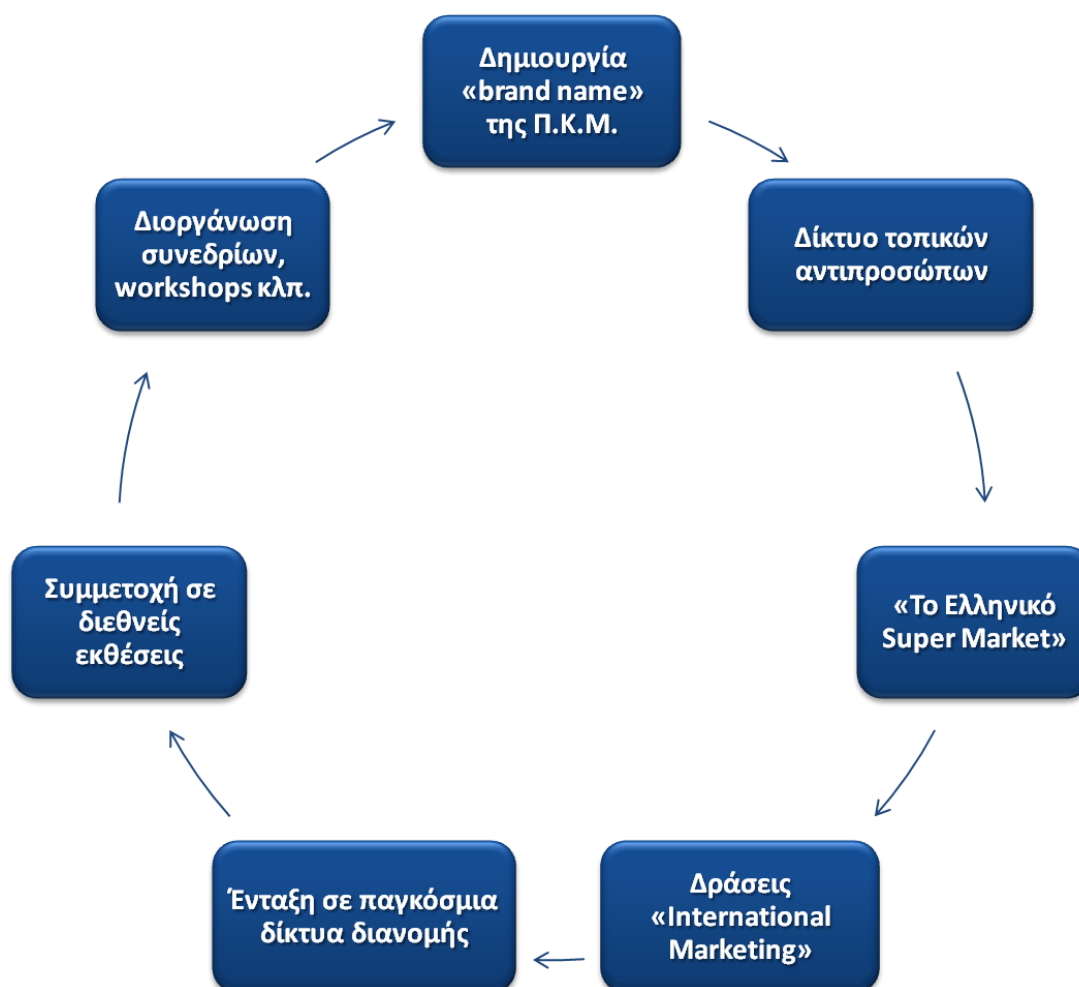 Δημιουργία
«brand name»
της Π.Κ.Μ.
Δίκτυο τοπικών
αντιπροσώπων
«Το Ελληνικό
Super Market»
Δράσεις
«International
Marketing»
Ένταξη σε παγκόσμια
δίκτυα διανομής
Συμμετοχή σε
διεθνείς
εκθέσεις
Διοργάνωση
συνεδρίων,
workshops κλπ.